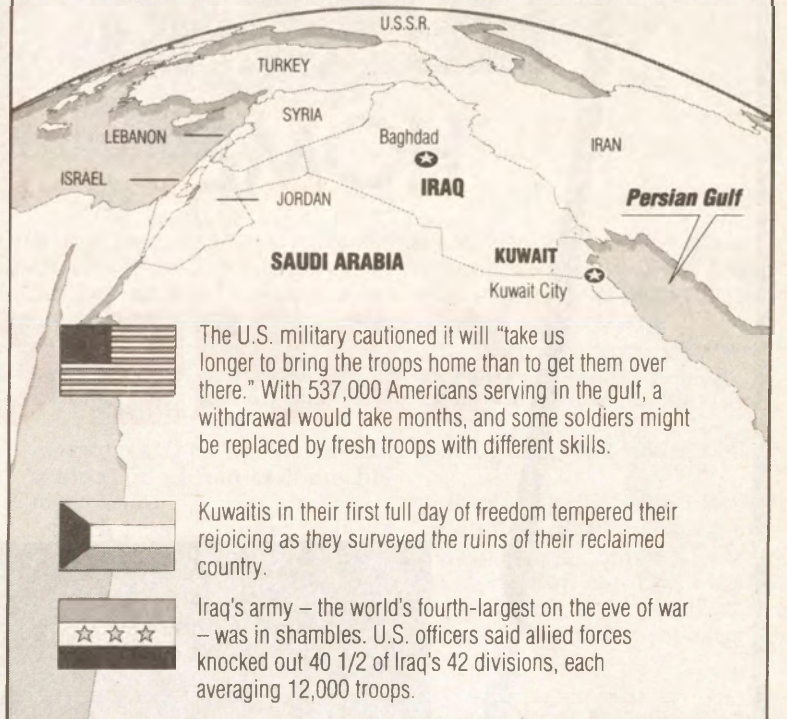 U.S.S.R.
TURKEY
SYRIA
LEBANON
Baghdad
IRAN
ISRAEL
IRAQ
JORDAN
Persian Gulf
SAUDI ARABIA
KUWAIT
Kuwait City
The U.S. military cautioned it will “take us
longer to bring the troops home than to get them over
there.” With 537,000 Americans serving in the gulf, a
withdrawal would take months, and some soldiers might
be replaced by fresh troops with different skills.
Kuwaitis in their first full day of freedom tempered their
rejoicing as they surveyed the ruins of their reclaimed
country.
Iraq's army – the world's fourth-largest on the eve of war
– was in shambles. U.S. officers said allied forces
knocked out 40 1/2 of Iraq's 42 divisions, each
averaging 12,000 troops.